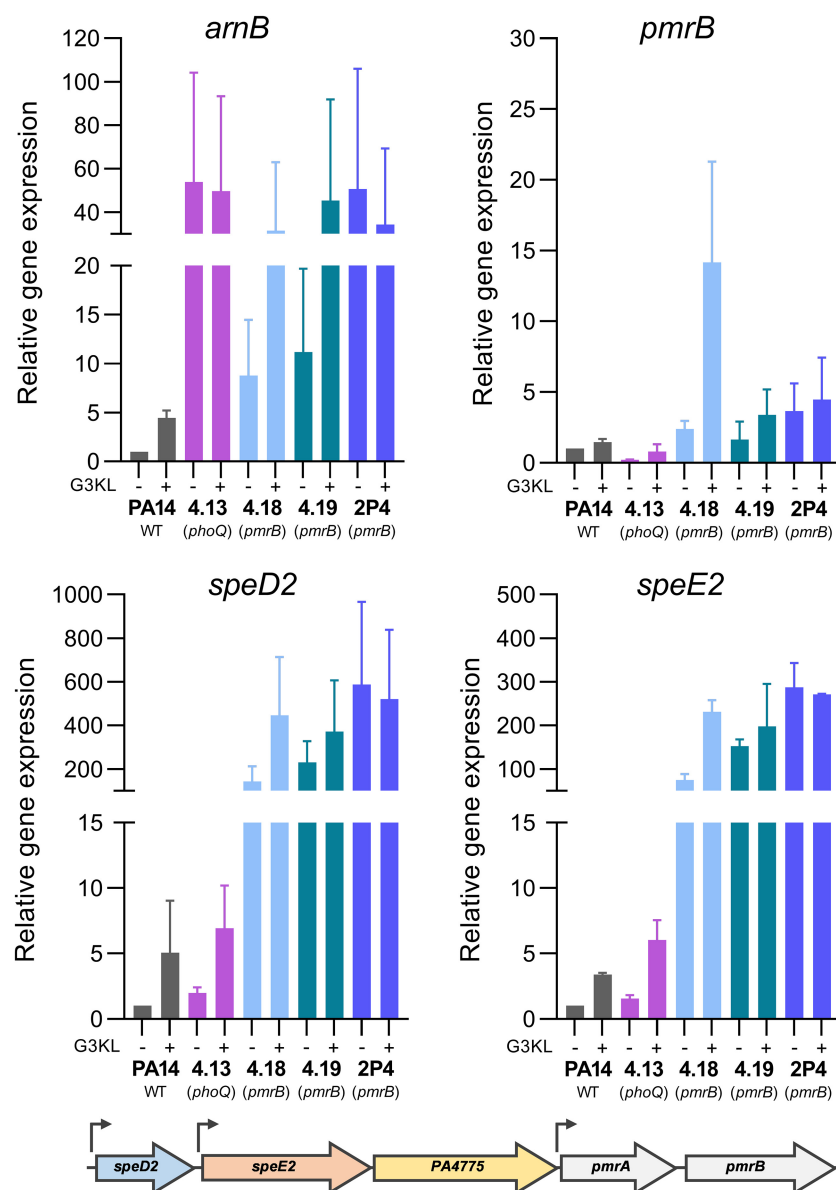 arnB
Relative gene expression
120
100
80
60
40
20
15
10
5
0
G3KL - + - + - + - + - +
PA14 4.13 4.18 4.19 2P4
WT (phoQ) (pmrB) (pmrB) (pmrB)
pmrB
Relative gene expression
30
25
20
15
10
5
0
G3KL - + - + - + - + - +
PA14 4.13 4.18 4.19 2P4
WT (phoQ) (pmrB) (pmrB) (pmrB)
speD2
Relative gene expression
1000
800
600
400
200
15
10
5
0
G3KL - + - + - + - + - +
PA14 4.13 4.18 4.19 2P4
WT (phoQ) (pmrB) (pmrB) (pmrB)
speE2
Relative gene expression
500
400
300
200
100
15
10
5
0
G3KL - + - + - + - + - +
PA14 4.13 4.18 4.19 2P4
WT (phoQ) (pmrB) (pmrB) (pmrB)
speD2 speE2 PA4775 pmrA pmrB